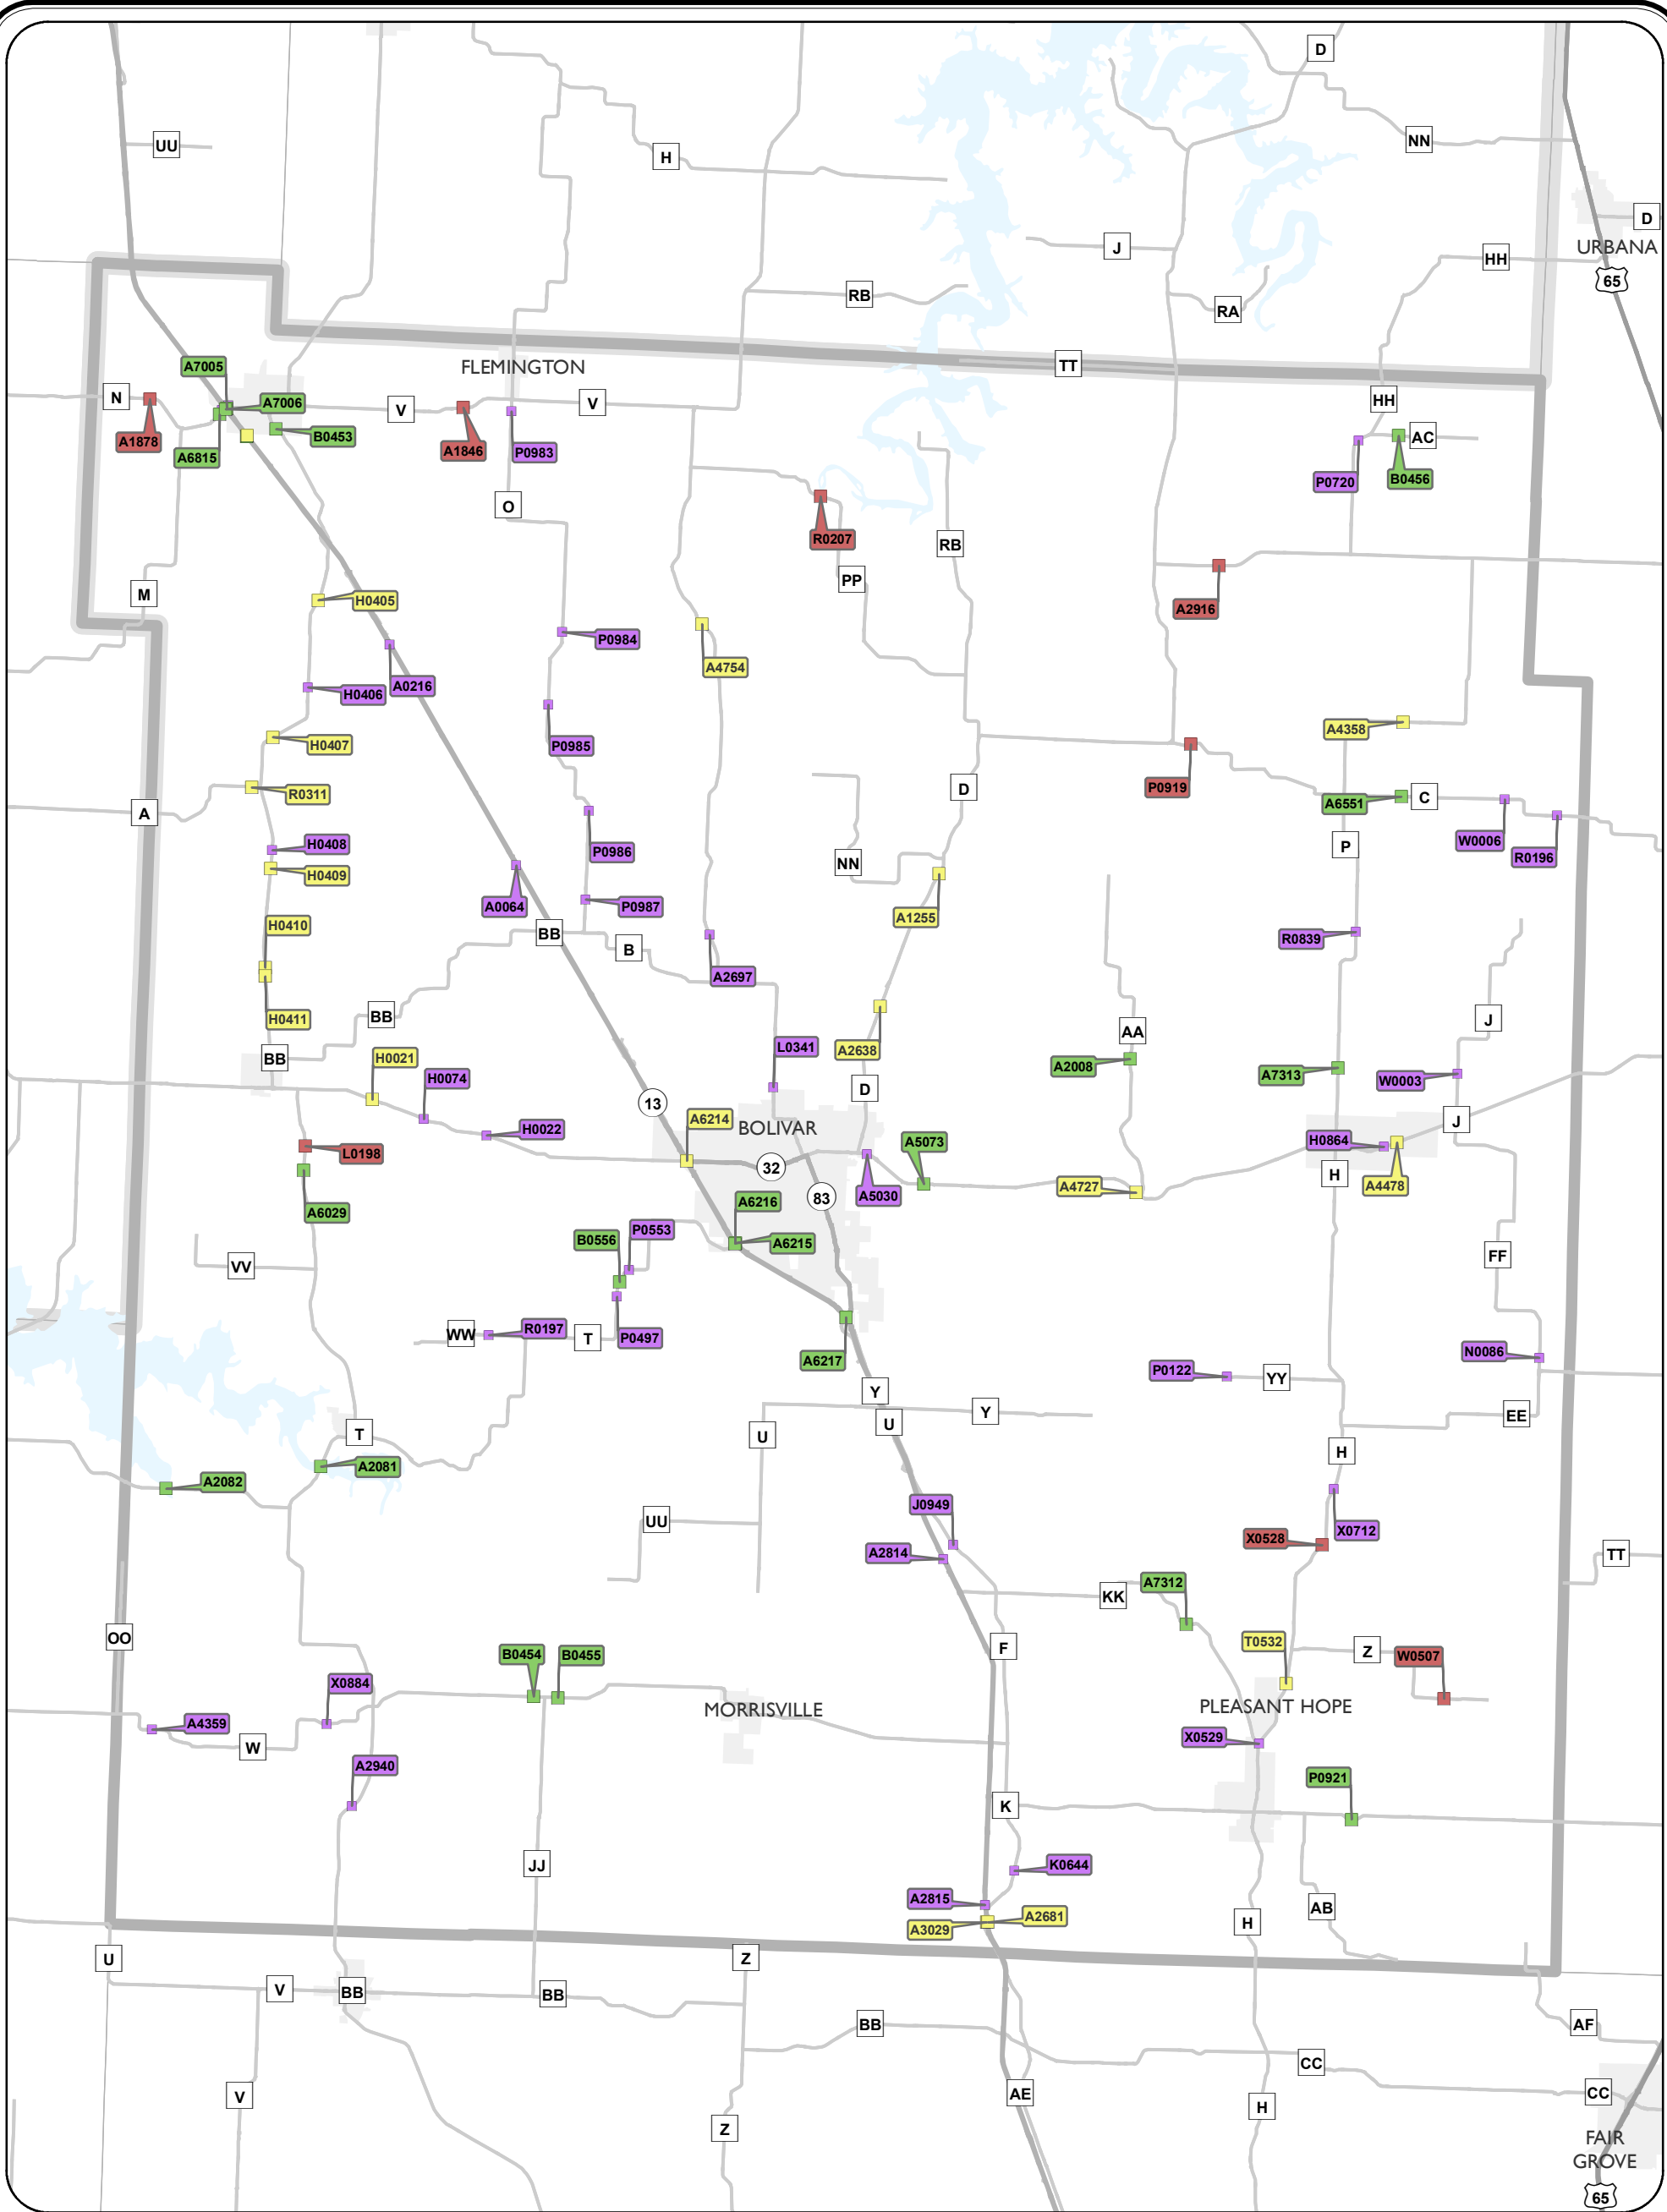 D
UU
H
NN
D
URBANA
J
HH
65
RB
RA
A7005
FLEMINGTON
TT
N
A7006
V
V
HH
A1878
B0453
A6815
A1846
P0983
AC
P0720
B0456
O
R0207
RB
PP
M
H0405
A2916
P0984
A4754
H0406
A0216
A4358
H0407
P0985
P0919
R0311
D
A6551
C
A
H0408
P0986
NN
P
W0006
R0196
H0409
A0064
P0987
A1255
H0410
BB
B
R0839
A2697
BB
H0411
J
AA
L0341
A2638
BB
H0021
A2008
A7313
W0003
H0074
D
13
A6214
J
H0022
BOLIVAR
A5073
H0864
L0198
32
H
A4727
A4478
A5030
83
A6029
A6216
P0553
B0556
A6215
FF
VV
R0197
WW
T
P0497
A6217
N0086
P0122
YY
Y
Y
EE
U
U
T
H
A2081
A2082
J0949
UU
X0712
X0528
A2814
TT
A7312
KK
OO
F
T0532
Z
W0507
B0454
B0455
X0884
MORRISVILLE
PLEASANT HOPE
A4359
X0529
W
A2940
P0921
K
JJ
K0644
A2815
AB
A2681
A3029
H
U
Z
V
BB
BB
BB
AF
CC
AE
CC
V
H
Z
FAIR
GROVE
65